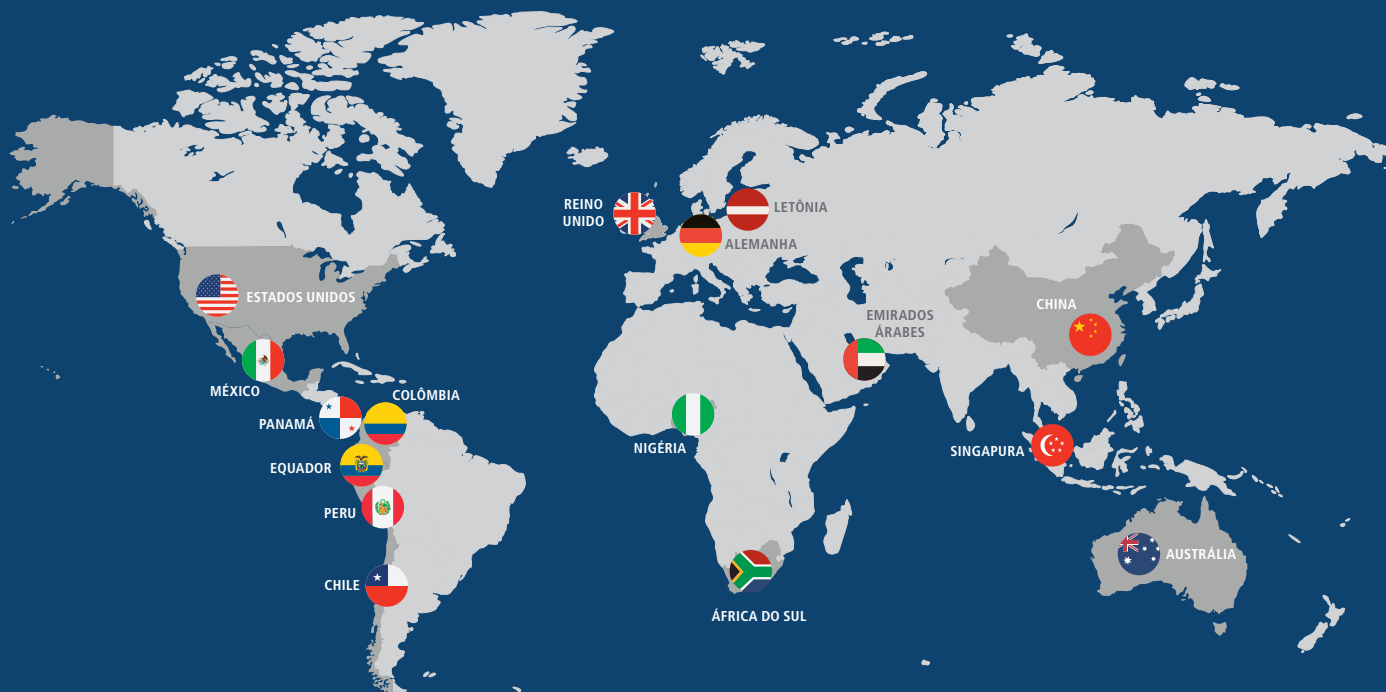 REINO
UNIDO
LETÔNIA
ALEMANHA
ESTADOS UNIDOS
CHINA
EMIRADOS
ÁRABES
MÉXICO
COLÔMBIA
PANAMÁ
NIGÉRIA
SINGAPURA
EQUADOR
PERU
AUSTRÁLIA
CHILE
ÁFRICA DO SUL